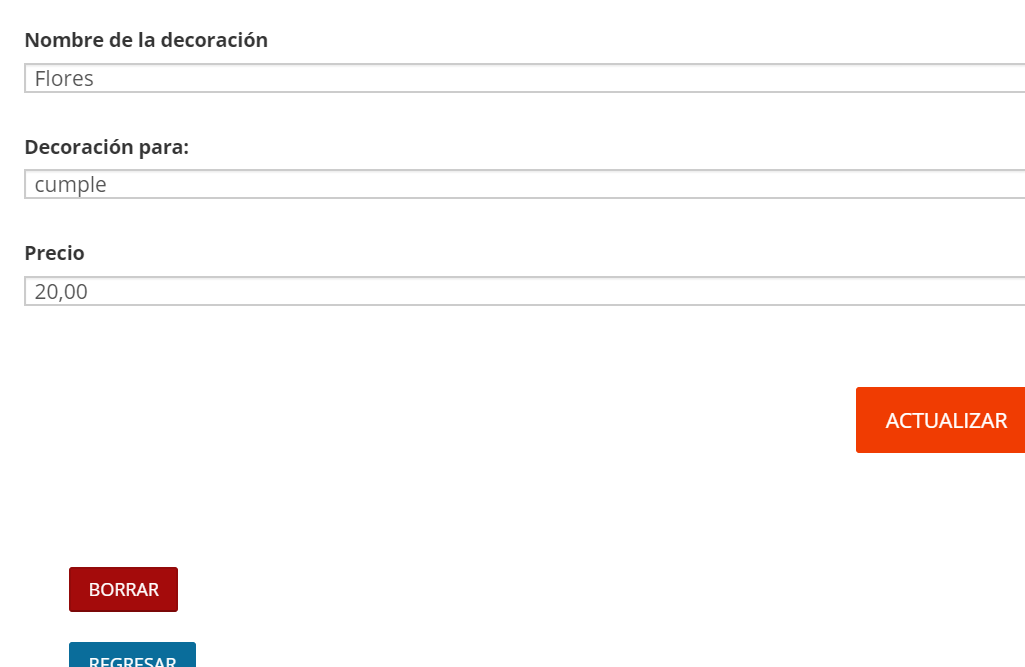 Nombre de la decoración
Flores
Decoración para:
cumple
Precio
20,00
ACTUALIZAR
BORRAR
REGRESAR